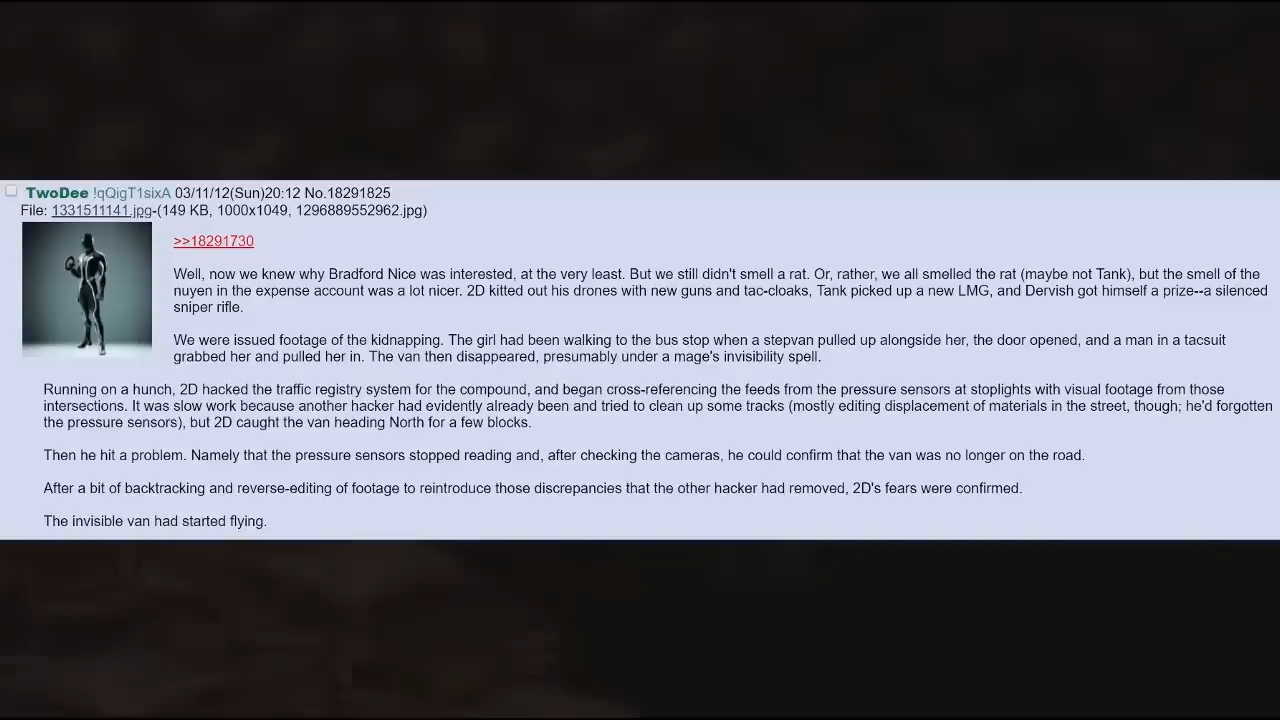 TwoDee !qQigT1sixA 03/11/12(Sun)20:12 No.18291825
File: 1331511141.jpg-(149 KB, 1000x1049, 1296889552962.jpg)
>>18291730
Well, now we knew why Bradford Nice was interested, at the very least. But we still didn't smell a rat. Or, rather, we all smelled the rat (maybe not Tank), but the smell of the
nuyen in the expense account was a lot nicer. 2D kitted out his drones with new guns and tac-cloaks, Tank picked up a new LMG, and Dervish got himself a prize--a silenced
sniper rifle.
We were issued footage of the kidnapping. The girl had been walking to the bus stop when a stepvan pulled up alongside her, the door opened, and a man in a tacsuit
grabbed her and pulled her in. The van then disappeared, presumably under a mage's invisibility spell.
Running on a hunch, 2D hacked the traffic registry system for the compound, and began cross-referencing the feeds from the pressure sensors at stoplights with visual footage from those
intersections. It was slow work because another hacker had evidently already been and tried to clean up some tracks (mostly editing displacement of materials in the street, though; he'd forgotten
the pressure sensors), but 2D caught the van heading North for a few blocks.
Then he hit a problem. Namely that the pressure sensors stopped reading and, after checking the cameras, he could confirm that the van was no longer on the road.
After a bit of backtracking and reverse-editing of footage to reintroduce those discrepancies that the other hacker had removed, 2D's fears were confirmed.
The invisible van had started flying.